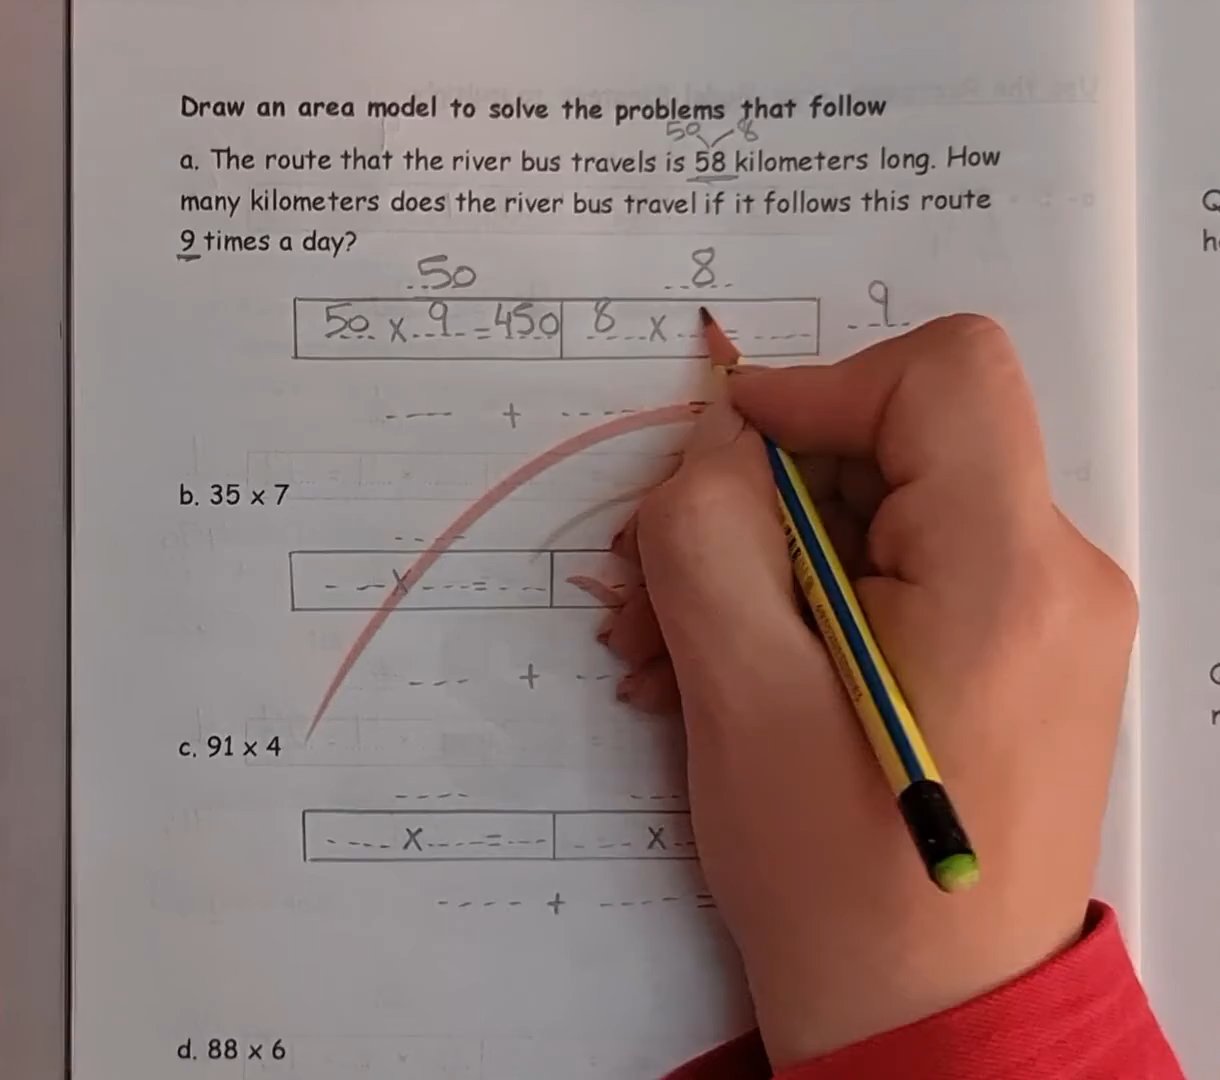 Draw an area model to solve the problems that follow
50 8
a. The route that the river bus travels is 58 kilometers long. How
many kilometers does the river bus travel if it follows this route
9 times a day?
50 8
50 x 9 = 450 8 x = 9
+ =
b. 35 x 7
x =
+
c. 91 x 4
x = x
+ =
d. 88 x 6